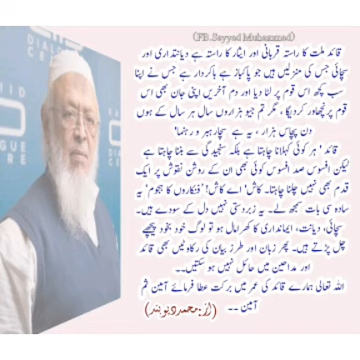 (FB.Sayyed Muhammad)
قائد ملت کا راستہ قربانی اور ایثار کا راستہ ہے دیانتداری اور
سچائی جس کی منزلیں ہیں جو پاکباز ہے باکردار ہے جس نے اپنا
سب کچھ اس قوم پر لٹا دیا اور دم آخریں اپنی جان بھی اس
قوم پر نچھاور کردیگا ، مگر تم جیو ہزاروں سال ہر سال کے ہوں
دن پچاس ہزار ، یہ ہے سچا رہبر و رہنما'
قائد ' ہر کوئی کہلانا چاہتا ہے بلکہ سنجیدگی سے بننا چاہتا ہے
لیکن افسوس صد افسوس کوئی بھی ان کے روشن نقوش پر ایک
قدم بھی نہیں چلنا چاہتا۔ کاش' اے کاش! 'فنکاروں کا ہجوم' یہ
سادہ سی بات سمجھ لے۔ یہ زبردستی نہیں دل کے سودے ہیں۔
سچائی، دیانت، ایمانداری کا کھرا مال ہو تو لوگ خود بخود پیچھے
چل پڑتے ہیں۔ پھر زبان اور طرز بیان کی رکاوٹیں بھی قائد
اور مداحین میں حائل نہیں ہو سکتیں۔۔
اللہ تعالی ہمارے قائد کی عمر میں برکت عطا فرمائے آمین ثم
آمین ۔۔ (از:محمد دیوبند)
DIALOGUE
CENTRE